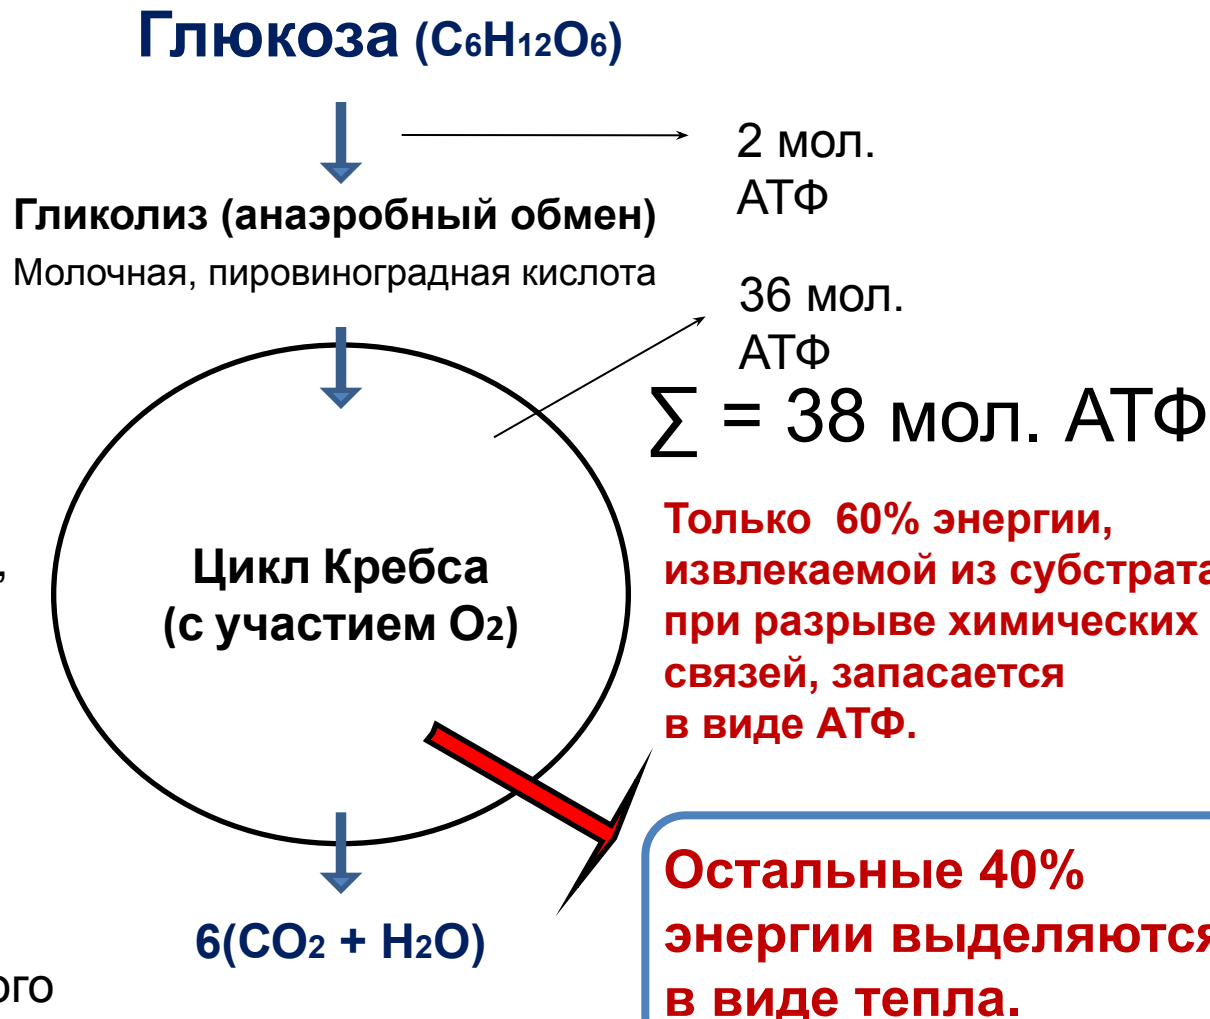 Глюкоза (C₆H₁₂O₆)
2 мол.
АТФ
Гликолиз (анаэробный обмен)
Молочная, пировиноградная кислота
36 мол.
АТФ
∑ = 38 мол. АТФ
Только 60% энергии,
извлекаемой из субстрата
при разрыве химических
связей, запасается
в виде АТФ.
,
Цикл Кребса
(с участием О₂)
Остальные 40%
энергии выделяются
в виде тепла.
6(CO₂ + H₂O)
ого